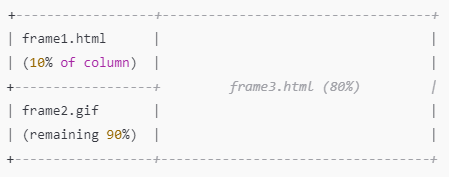 +------------------+----------------------------------+
| frame1.html      |                                  |
| (10% of column)  |                                  |
+------------------+       frame3.html (80%)          |
| frame2.gif       |                                  |
| (remaining 90%)  |                                  |
+------------------+----------------------------------+